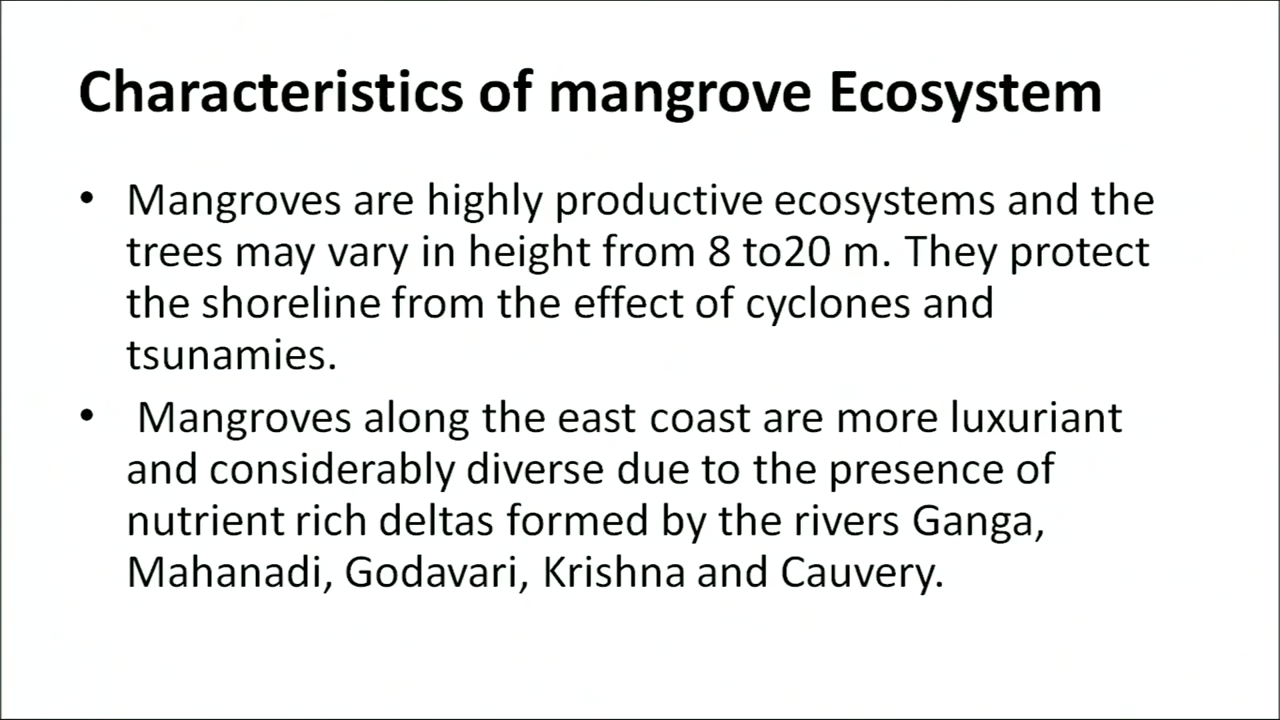 Characteristics of mangrove Ecosystem
• Mangroves are highly productive ecosystems and the
trees may vary in height from 8 to20 m. They protect
the shoreline from the effect of cyclones and
tsunamies.
• Mangroves along the east coast are more luxuriant
and considerably diverse due to the presence of
nutrient rich deltas formed by the rivers Ganga,
Mahanadi, Godavari, Krishna and Cauvery.